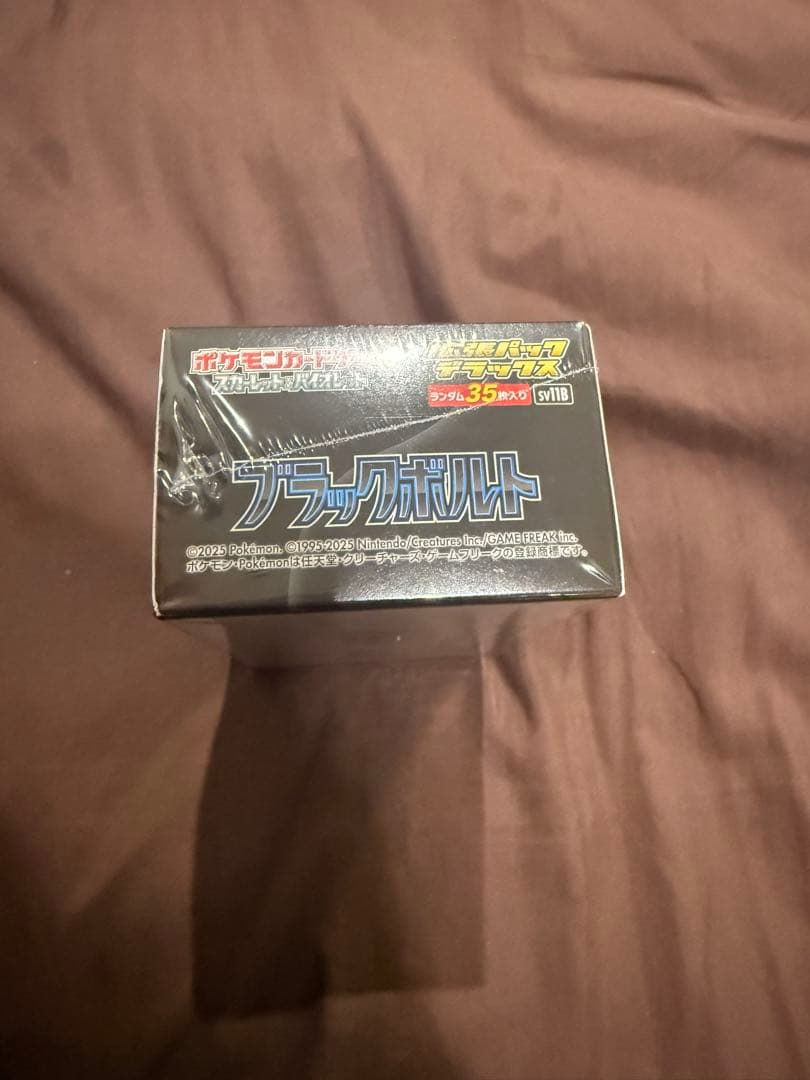 ポケモンカード
拡張パック
スカーレット&バイオレット
デラックス
ランダム35枚入り
SV11B
ブラックボルト
©2025 Pokémon. ©1995-2025 Nintendo/Creatures Inc./GAME FREAK inc.
ポケモン・Pokémonは任天堂・クリーチャーズ・ゲームフリークの登録商標です。